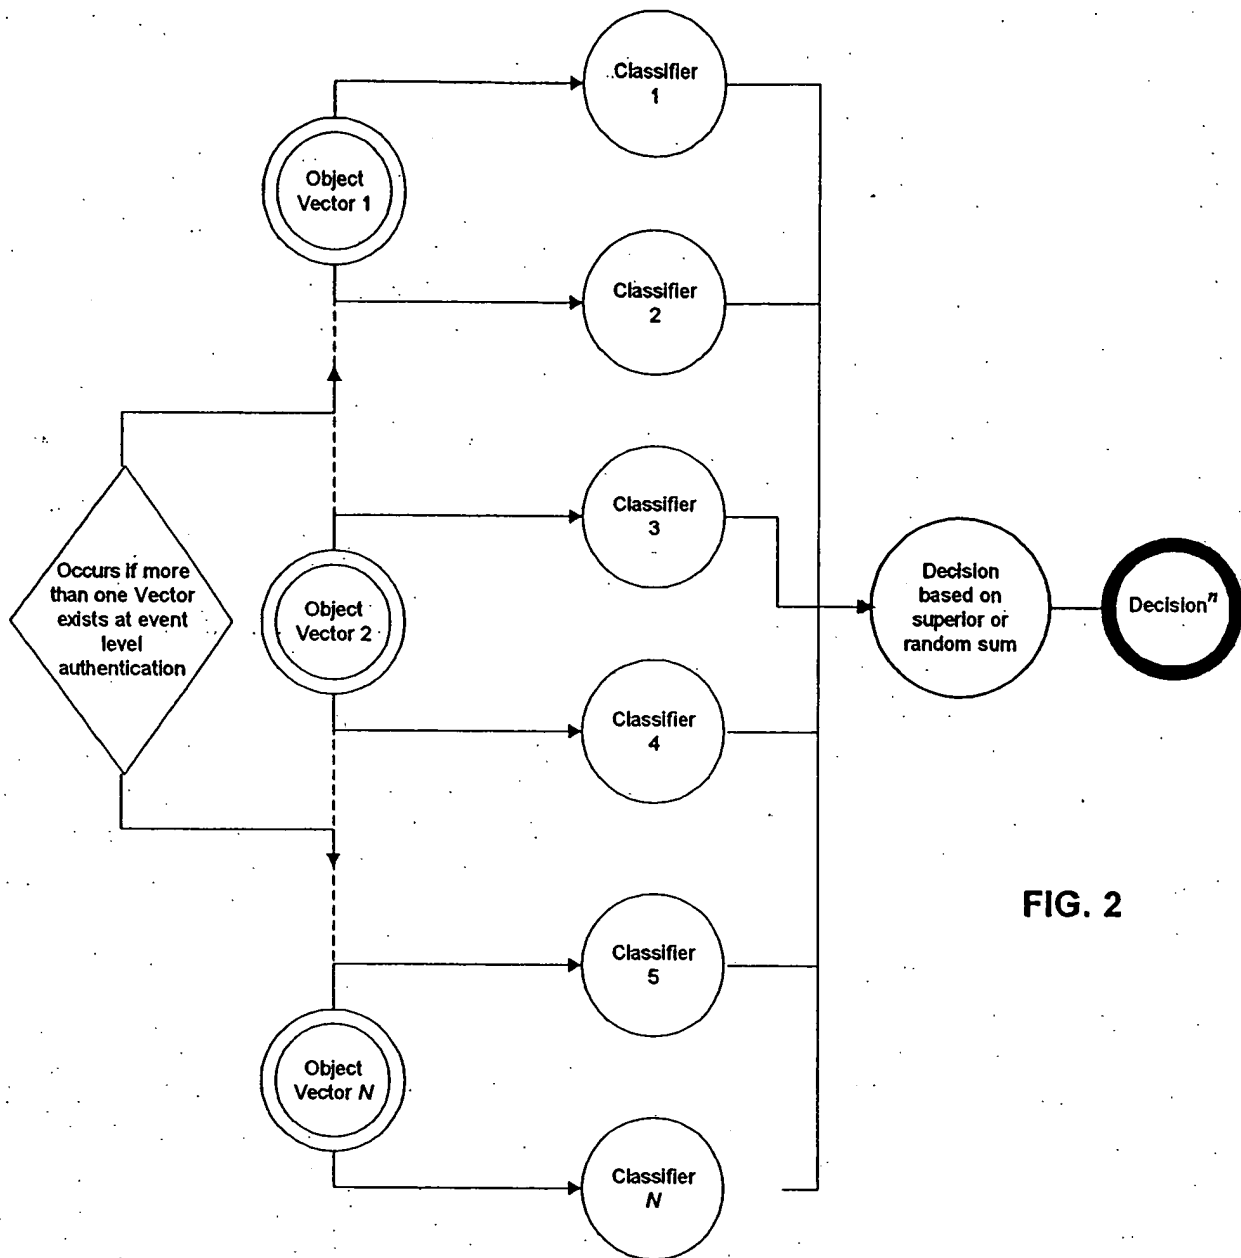 Classifier
1
Object
Vector 1
Classifier
2
Classifier
3
Occurs if more
than one Vector
exists at event
level
authentication
Object
Vector 2
Decision
based on
superior or
random sum
Decisionⁿ
Classifier
4
FIG. 2
Classifier
5
Object
Vector N
Classifier
N